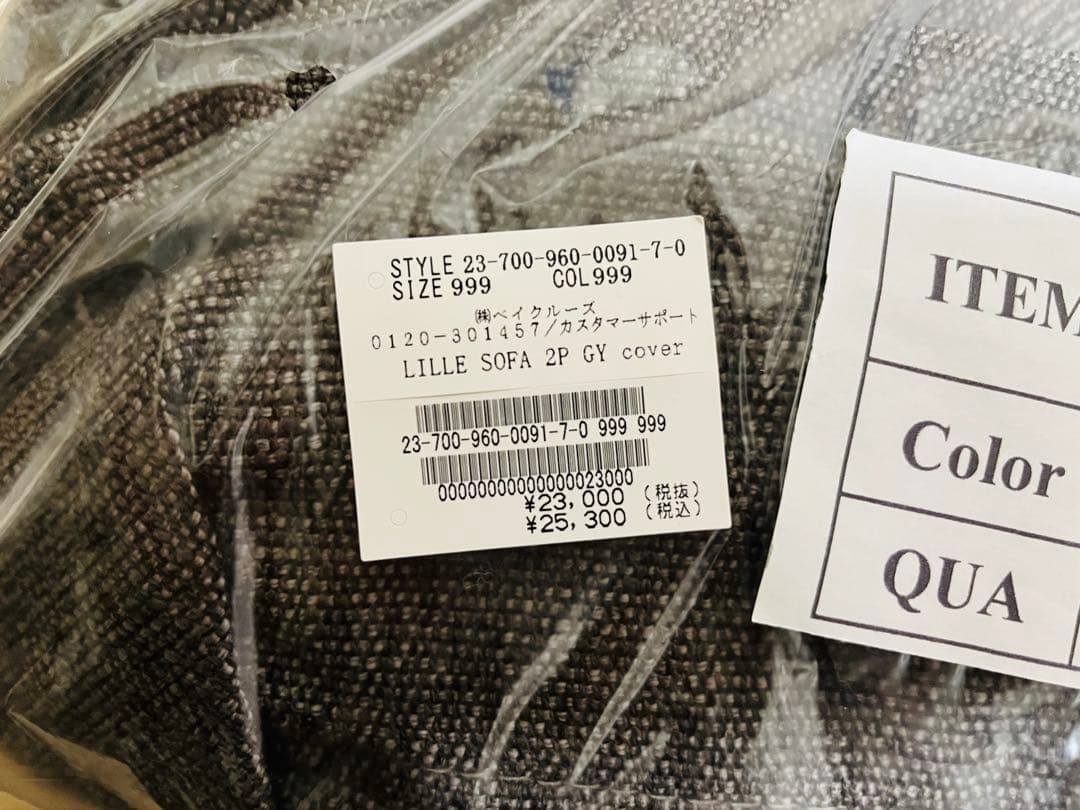 STYLE 23-700-960-0091-7-0
SIZE 999 COL 999
㈱ベイクルーズ
0120-301457/カスタマーサポート
LILLE SOFA 2P GY cover
23-700-960-0091-7-0 999 999
00000000000000023000
¥23,000 (税抜)
¥25,300 (税込)
ITEM
Color
QUA